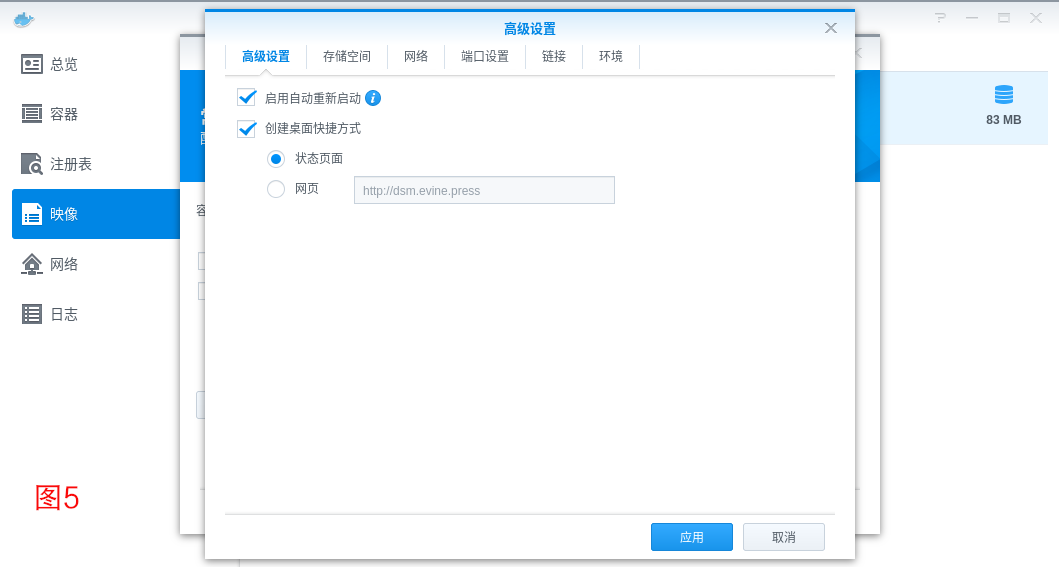 高级设置
高级设置 存储空间 网络 端口设置 链接 环境
启用自动重新启动
创建桌面快捷方式
状态页面
网页 http://dsm.evine.press
应用 取消
总览
容器
注册表
映像
网络
日志
83 MB
图5